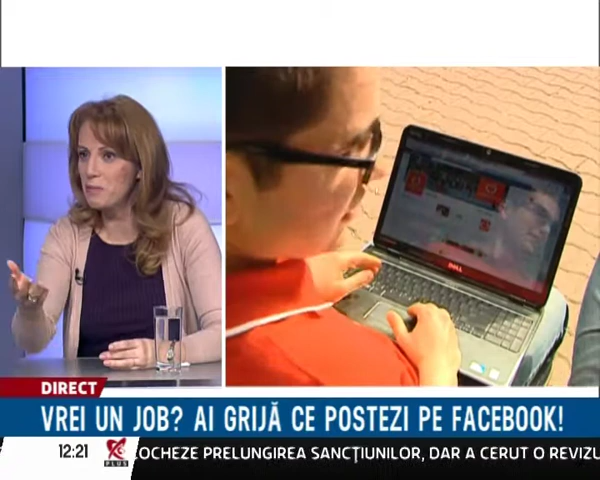 DELL
DIRECT
VREI UN JOB? AI GRIJĂ CE POSTEZI PE FACEBOOK!
12:21
PLUS
OCHEZE PRELUNGIREA SANCȚIUNILOR, DAR A CERUT O REVIZU